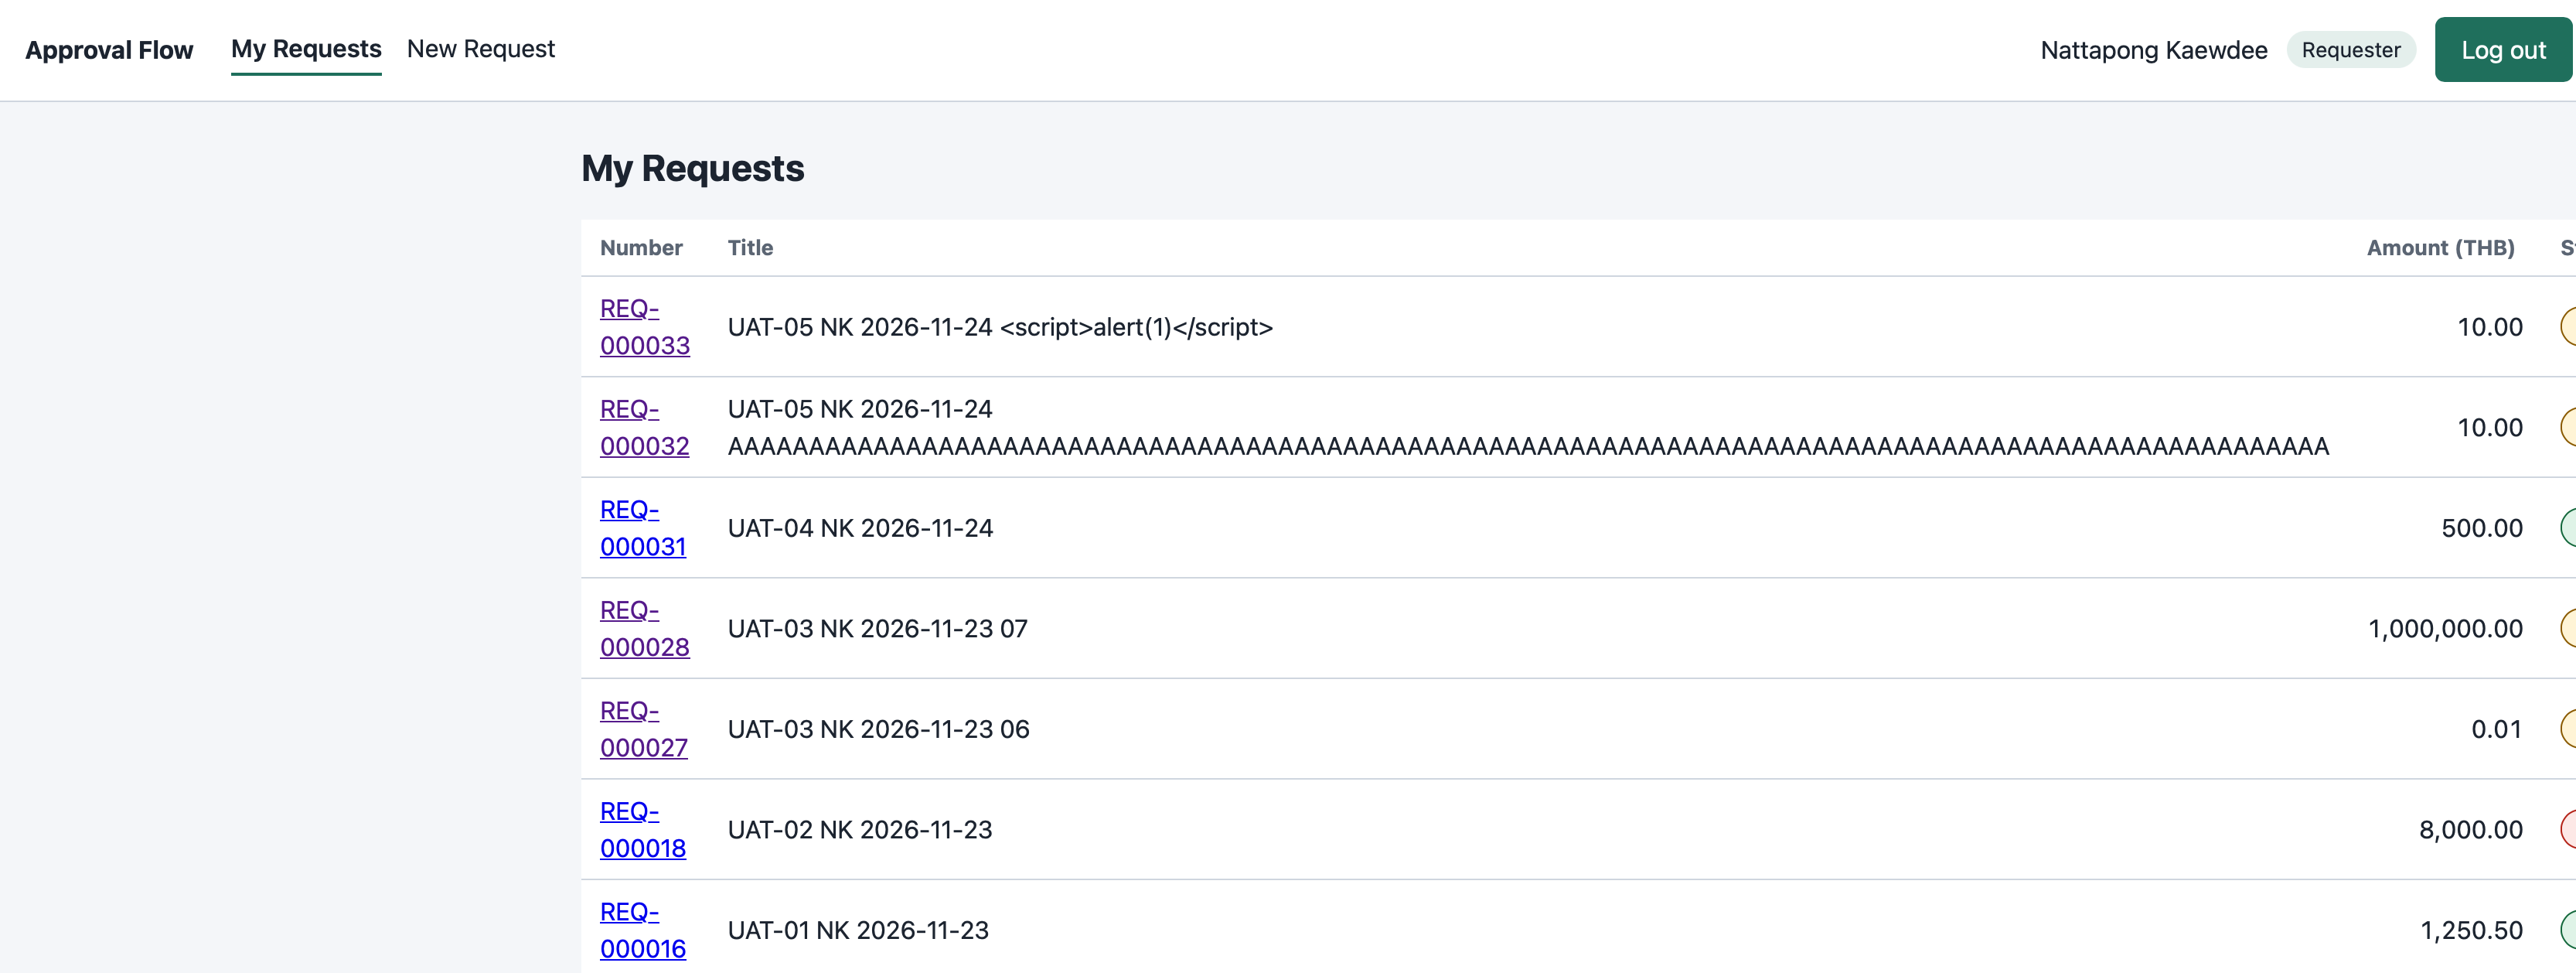 Approval Flow My Requests New Request Nattapong Kaewdee Requester Log out
My Requests
Number Title Amount (THB)
REQ-
000033 UAT-05 NK 2026-11-24 <script>alert(1)</script> 10.00
REQ- UAT-05 NK 2026-11-24
000032 10.00
REQ-
000031 UAT-04 NK 2026-11-24 500.00
REQ-
000028 UAT-03 NK 2026-11-23 07 1,000,000.00
REQ-
000027 UAT-03 NK 2026-11-23 06 0.01
REQ-
000018 UAT-02 NK 2026-11-23 8,000.00
REQ-
000016 UAT-01 NK 2026-11-23 1,250.50